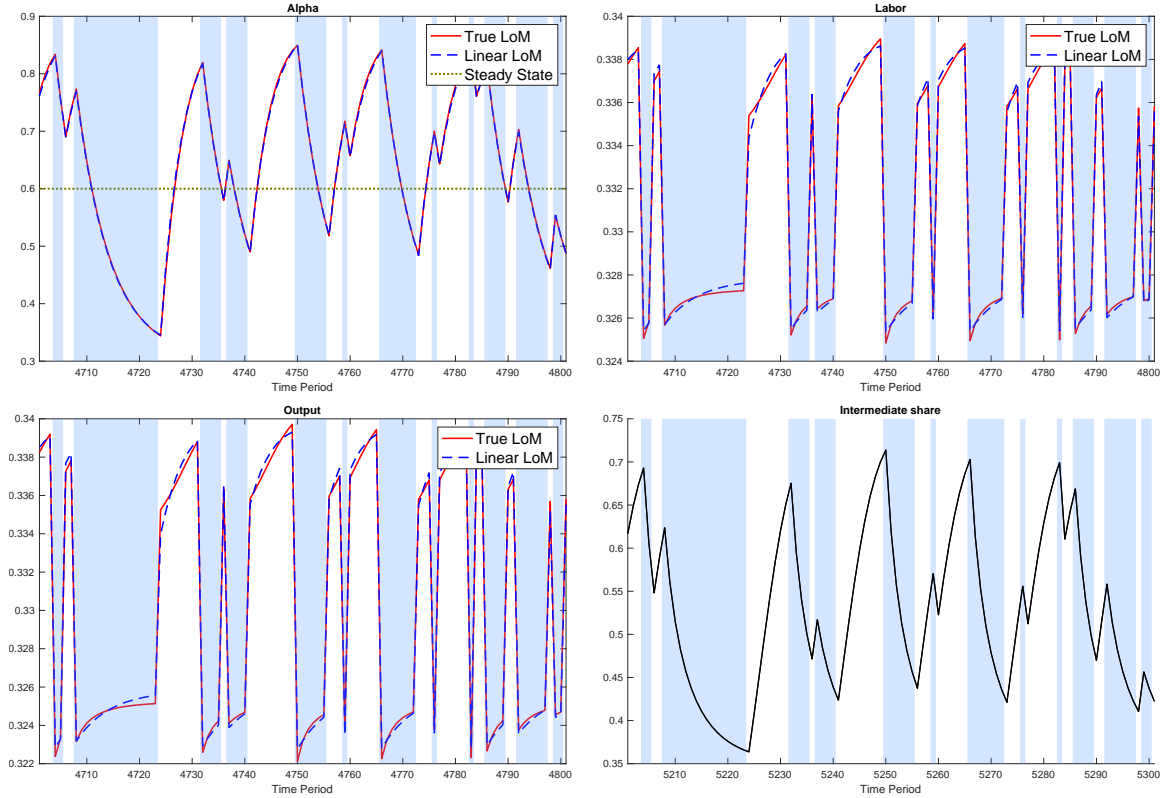 Alpha
0.9
0.8
0.7
0.6
0.5
0.4
0.3
True LoM
Linear LoM
Steady State
4710 4720 4730 4740 4750 4760 4770 4780 4790 4800
Time Period
Labor
0.34
0.338
0.336
0.334
0.332
0.33
0.328
0.326
0.324
True LoM
Linear LoM
4710 4720 4730 4740 4750 4760 4770 4780 4790 4800
Time Period
Output
0.34
0.338
0.336
0.334
0.332
0.33
0.328
0.326
0.324
0.322
True LoM
Linear LoM
4710 4720 4730 4740 4750 4760 4770 4780 4790 4800
Time Period
Intermediate share
0.75
0.7
0.65
0.6
0.55
0.5
0.45
0.4
0.35
5210 5220 5230 5240 5250 5260 5270 5280 5290 5300
Time Period